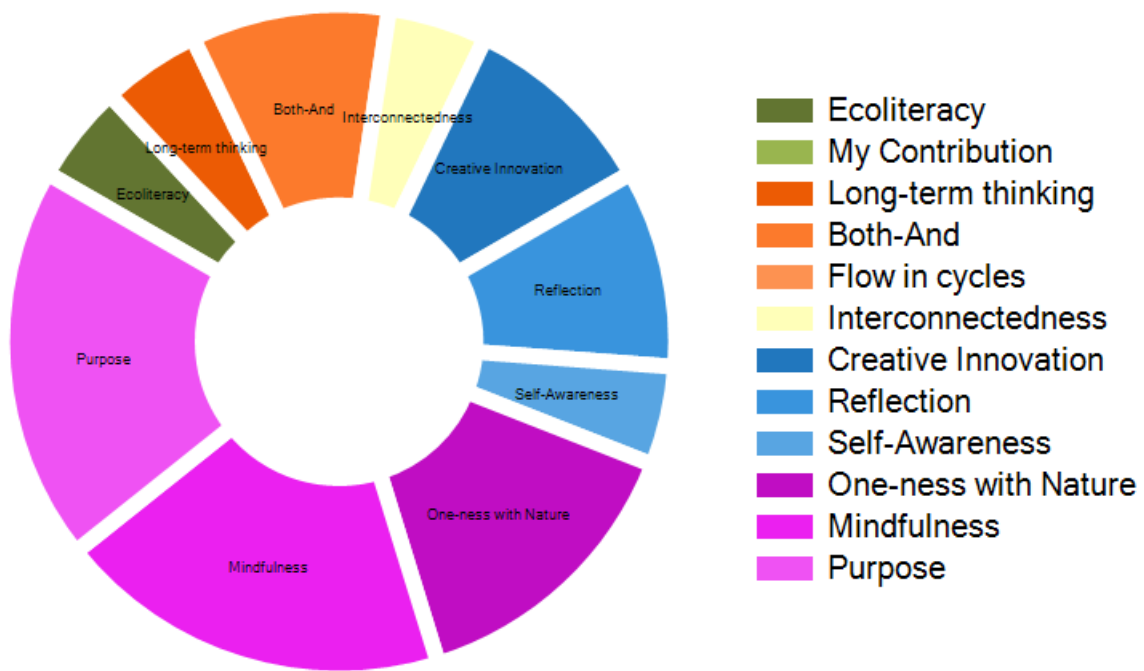 Both-And
Interconnectedness
Long-term thinking
Creative Innovation
Ecoliteracy
Reflection
Purpose
Self-Awareness
One-ness with Nature
Mindfulness
Ecoliteracy
My Contribution
Long-term thinking
Both-And
Flow in cycles
Interconnectedness
Creative Innovation
Reflection
Self-Awareness
One-ness with Nature
Mindfulness
Purpose